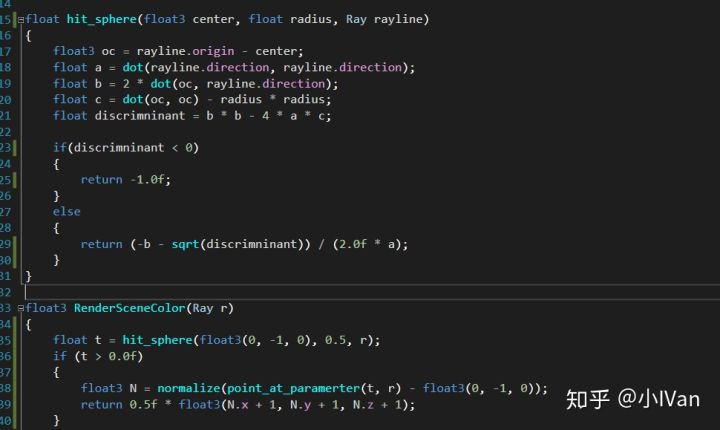 14
15 float hit_sphere(float3 center, float radius, Ray rayline)
16 {
17 float3 oc = rayline.origin - center;
18 float a = dot(rayline.direction, rayline.direction);
19 float b = 2 * dot(oc, rayline.direction);
20 float c = dot(oc, oc) - radius * radius;
21 float discrmninant = b * b - 4 * a * c;
22
23 if(discrmninant < 0)
24 {
25 return -1.0f;
26 }
27 else
28 {
29 return (-b - sqrt(discrmninant)) / (2.0f * a);
30 }
31 }
32
33 float3 RenderSceneColor(Ray r)
34 {
35 float t = hit_sphere(float3(0, -1, 0), 0.5, r);
36 if (t > 0.0f)
37 {
38 float3 N = normalize(point_at_paramerter(t, r) - float3(0, -1, 0));
39 return 0.5f * float3(N.x + 1, N.y + 1, N.z + 1);
40 }
知乎 @小IVan